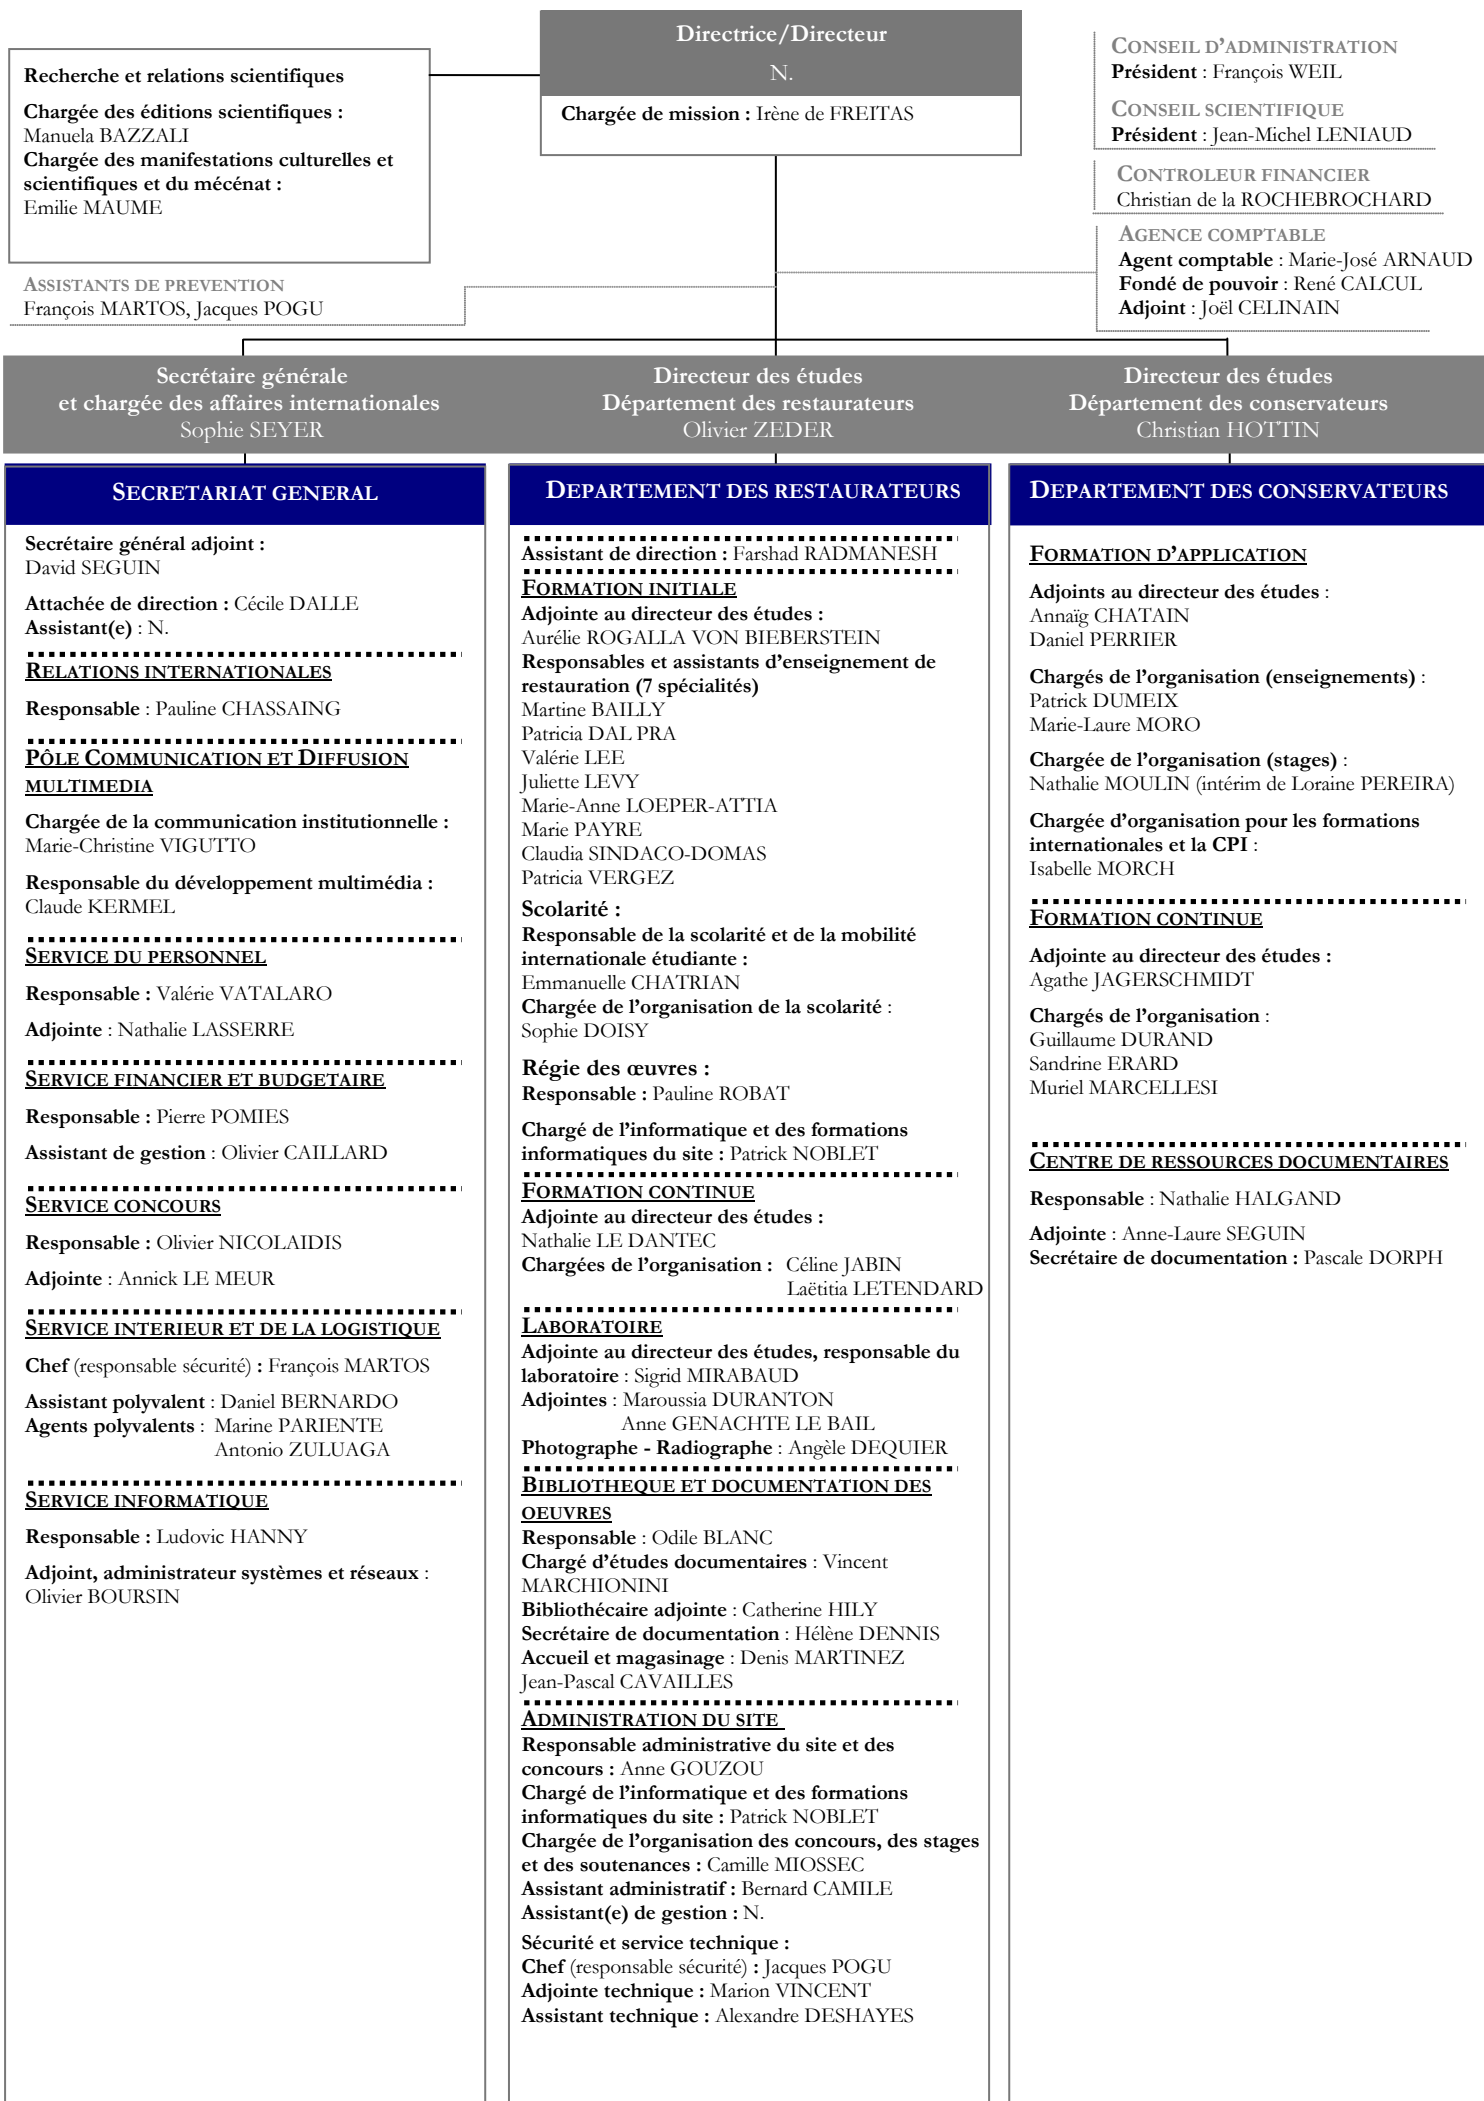 Directrice/Directeur
N.
Chargée de mission : Irène de FREITAS
Recherche et relations scientifiques
Chargée des éditions scientifiques :
Manuela BAZZALI
Chargée des manifestations culturelles et
scientifiques et du mécénat :
Emilie MAUME
CONSEIL D'ADMINISTRATION
Président : François WEIL
CONSEIL SCIENTIFIQUE
Président : Jean-Michel LENIAUD
CONTROLEUR FINANCIER
Christian de la ROCHEBROCHARD
AGENCE COMPTABLE
Agent comptable : Marie-José ARNAUD
Fondé de pouvoir : René CALCUL
Adjoint : Joël CELINAIN
ASSISTANTS DE PREVENTION
François MARTOS, Jacques POGU
Secrétaire générale
et chargée des affaires internationales
Sophie SEYER
Directeur des études
Département des restaurateurs
Olivier ZEDER
Directeur des études
Département des conservateurs
Christian HOTTIN
SECRETARIAT GENERAL
Secrétaire général adjoint :
David SEGUIN
Attachée de direction : Cécile DALLE
Assistant(e) : N.
RELATIONS INTERNATIONALES
Responsable : Pauline CHASSAING
PÔLE COMMUNICATION ET DIFFUSION
MULTIMEDIA
Chargée de la communication institutionnelle :
Marie-Christine VIGUTTO
Responsable du développement multimédia :
Claude KERMEL
SERVICE DU PERSONNEL
Responsable : Valérie VATALARO
Adjointe : Nathalie LASSERRE
SERVICE FINANCIER ET BUDGETAIRE
Responsable : Pierre POMIES
Assistant de gestion : Olivier CAILLARD
SERVICE CONCOURS
Responsable : Olivier NICOLAIDIS
Adjointe : Annick LE MEUR
SERVICE INTERIEUR ET DE LA LOGISTIQUE
Chef (responsable sécurité) : François MARTOS
Assistant polyvalent : Daniel BERNARDO
Agents polyvalents : Marine PARIENTE
Antonio ZULUAGA
SERVICE INFORMATIQUE
Responsable : Ludovic HANNY
Adjoint, administrateur systèmes et réseaux :
Olivier BOURSIN
DEPARTEMENT DES RESTAURATEURS
Assistant de direction : Farshad RADMANESH
FORMATION INITIALE
Adjointe au directeur des études :
Aurélie ROGALLA VON BIEBERSTEIN
Responsables et assistants d'enseignement de
restauration (7 spécialités)
Martine BAILLY
Patricia DAL PRA
Valérie LEE
Juliette LEVY
Marie-Anne LOEPER-ATTIA
Marie PAYRE
Claudia SINDACO-DOMAS
Patricia VERGEZ
Scolarité :
Responsable de la scolarité et de la mobilité
internationale étudiante :
Emmanuelle CHATRIAN
Chargée de l'organisation de la scolarité :
Sophie DOISY
Régie des œuvres :
Responsable : Pauline ROBAT
Chargé de l'informatique et des formations
informatiques du site : Patrick NOBLET
FORMATION CONTINUE
Adjointe au directeur des études :
Nathalie LE DANTEC
Chargées de l'organisation : Céline JABIN
Laëtitia LETENDARD
LABORATOIRE
Adjointe au directeur des études, responsable du
laboratoire : Sigrid MIRABAUD
Adjointes : Maroussia DURANTON
Anne GENACHTE LE BAIL
Photographe - Radiographe : Angèle DEQUIER
BIBLIOTHEQUE ET DOCUMENTATION DES
OEUVRES
Responsable : Odile BLANC
Chargé d'études documentaires : Vincent
MARCHIONINI
Bibliothécaire adjointe : Catherine HILY
Secrétaire de documentation : Hélène DENNIS
Accueil et magasinage : Denis MARTINEZ
Jean-Pascal CAVAILLES
ADMINISTRATION DU SITE
Responsable administrative du site et des
concours : Anne GOUZOU
Chargé de l'informatique et des formations
informatiques du site : Patrick NOBLET
Chargée de l'organisation des concours, des stages
et des soutenances : Camille MIOSSEC
Assistant administratif : Bernard CAMILE
Assistant(e) de gestion : N.
Sécurité et service technique :
Chef (responsable sécurité) : Jacques POGU
Adjointe technique : Marion VINCENT
Assistant technique : Alexandre DESHAYES
DEPARTEMENT DES CONSERVATEURS
FORMATION D'APPLICATION
Adjoints au directeur des études :
Annaïg CHATAIN
Daniel PERRIER
Chargés de l'organisation (enseignements) :
Patrick DUMEIX
Marie-Laure MORO
Chargée de l'organisation (stages) :
Nathalie MOULIN (intérim de Loraine PEREIRA)
Chargée d'organisation pour les formations
internationales et la CPI :
Isabelle MORCH
FORMATION CONTINUE
Adjointe au directeur des études :
Agathe JAGERSCHMIDT
Chargés de l'organisation :
Guillaume DURAND
Sandrine ERARD
Muriel MARCELLESI
CENTRE DE RESSOURCES DOCUMENTAIRES
Responsable : Nathalie HALGAND
Adjointe : Anne-Laure SEGUIN
Secrétaire de documentation : Pascale DORPH